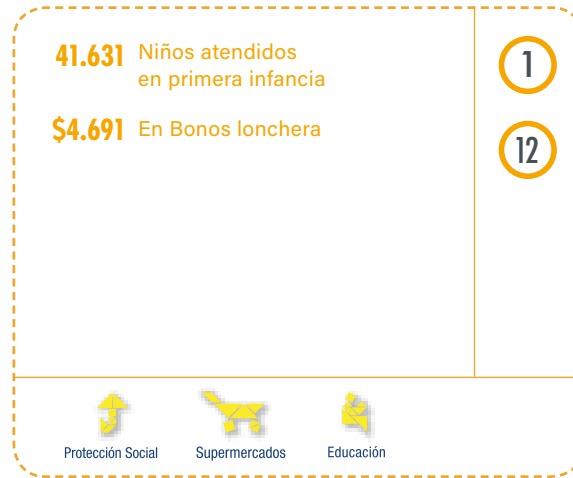 41.631 Niños atendidos
en primera infancia
$4.691 En Bonos lonchera
1
12
Protección Social
Supermercados
Educación